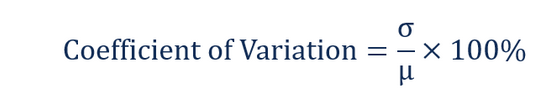 Coefficient of Variation = σ/μ × 100%